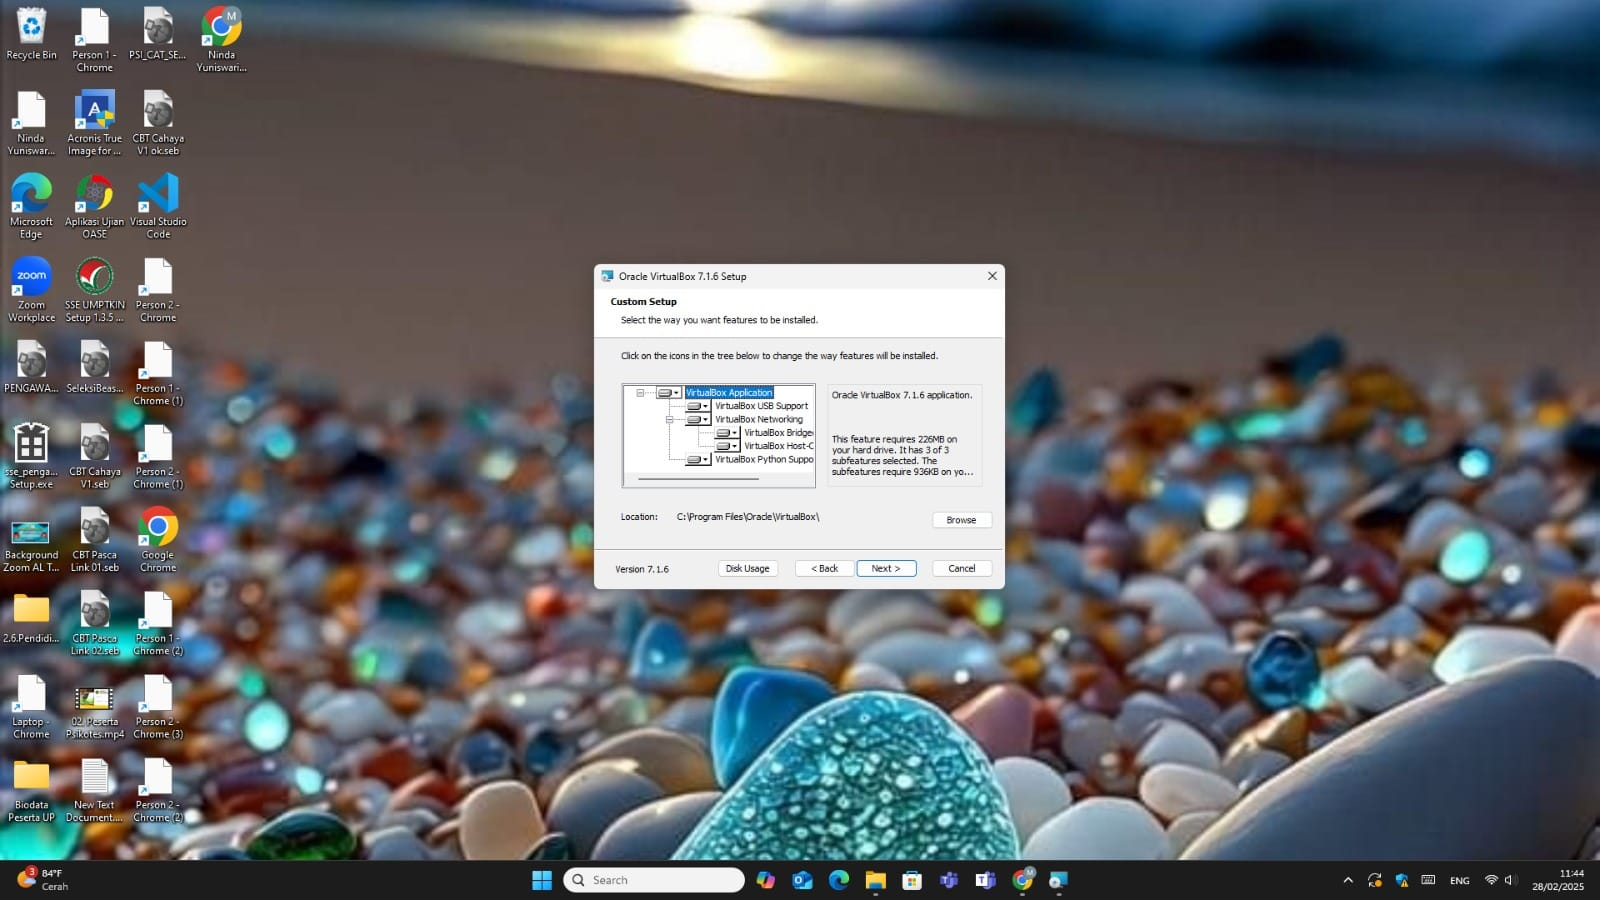 Recycle Bin
Person 1 -
Chrome
PSI_CAT_SE...
M
Ninda
Yuniswari...
Ninda
Yuniswar...
A
Acronis True
Image for ...
CBT Cahaya
V1 ok.seb
Microsoft
Edge
Aplikasi Ujian
OASE
Visual Studio
Code
zoom
Zoom
Workplace
SSE UMPTKIN
Setup 1.3.5 ...
Person 2 -
Chrome
PENGAWA...
SeleksiBeas...
Person 1 -
Chrome (1)
sse_penga...
Setup.exe
CBT Cahaya
V1.seb
Person 2 -
Chrome (1)
Background
Zoom AL T...
CBT Pasca
Link 01.seb
Google
Chrome
2.6.Pendidi...
CBT Pasca
Link 02.seb
Person 1 -
Chrome (2)
Laptop -
Chrome
02. Peserta
Psikotes.mp4
Person 2 -
Chrome (3)
Biodata
Peserta UP
New Text
Document....
Person 2 -
Chrome (2)
Oracle VirtualBox 7.1.6 Setup
Custom Setup
Select the way you want features to be installed.
Click on the icons in the tree below to change the way features will be installed.
VirtualBox Application
VirtualBox USB Support
VirtualBox Networking
VirtualBox Bridge
VirtualBox Host-C
VirtualBox Python Suppo
Oracle VirtualBox 7.1.6 application.
This feature requires 226MB on
your hard drive. It has 3 of 3
subfeatures selected. The
subfeatures require 936KB on yo...
Location: C:\Program Files\Oracle\VirtualBox\
Browse
Version 7.1.6
Disk Usage
< Back
Next >
Cancel
3
84°F
Cerah
Search
M
ENG
11:44
28/02/2025